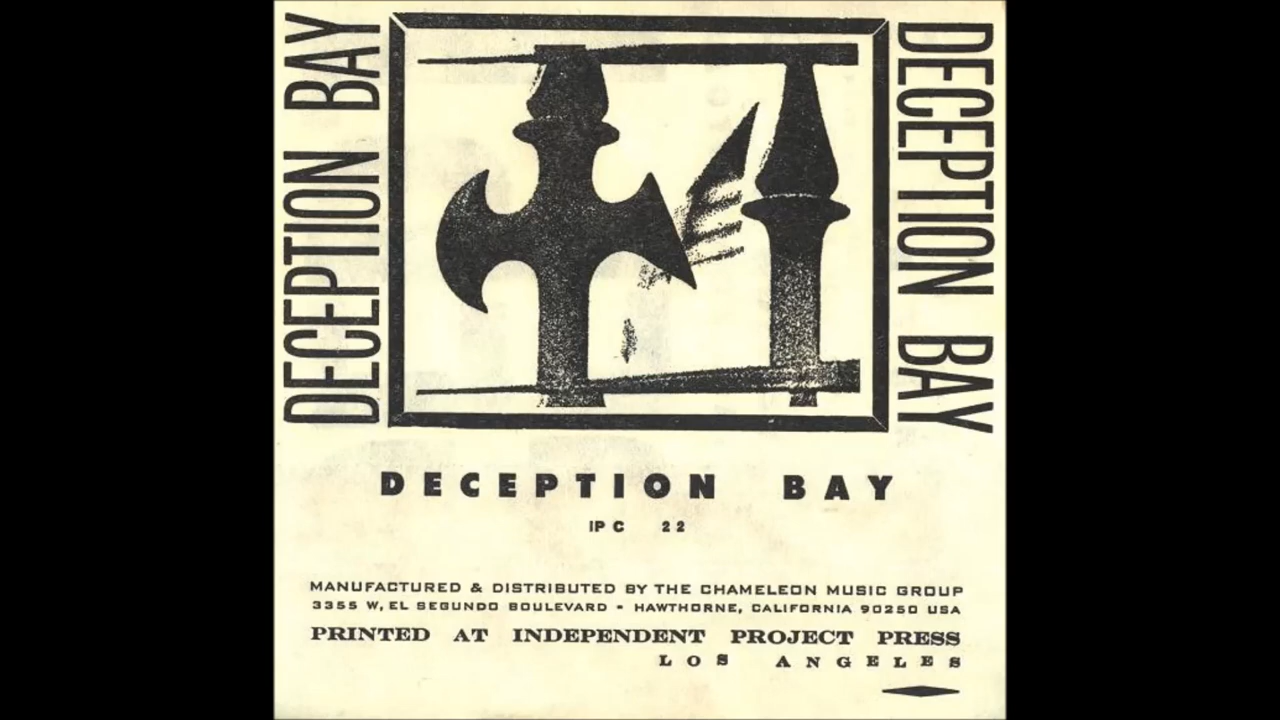 DECEPTION BAY
DECEPTION BAY
DECEPTION BAY
IPC 22
MANUFACTURED & DISTRIBUTED BY THE CHAMELEON MUSIC GROUP
3355 W, EL SEGUNDO BOULEVARD - HAWTHORNE, CALIFORNIA 90250 USA
PRINTED AT INDEPENDENT PROJECT PRESS
LOS ANGELES